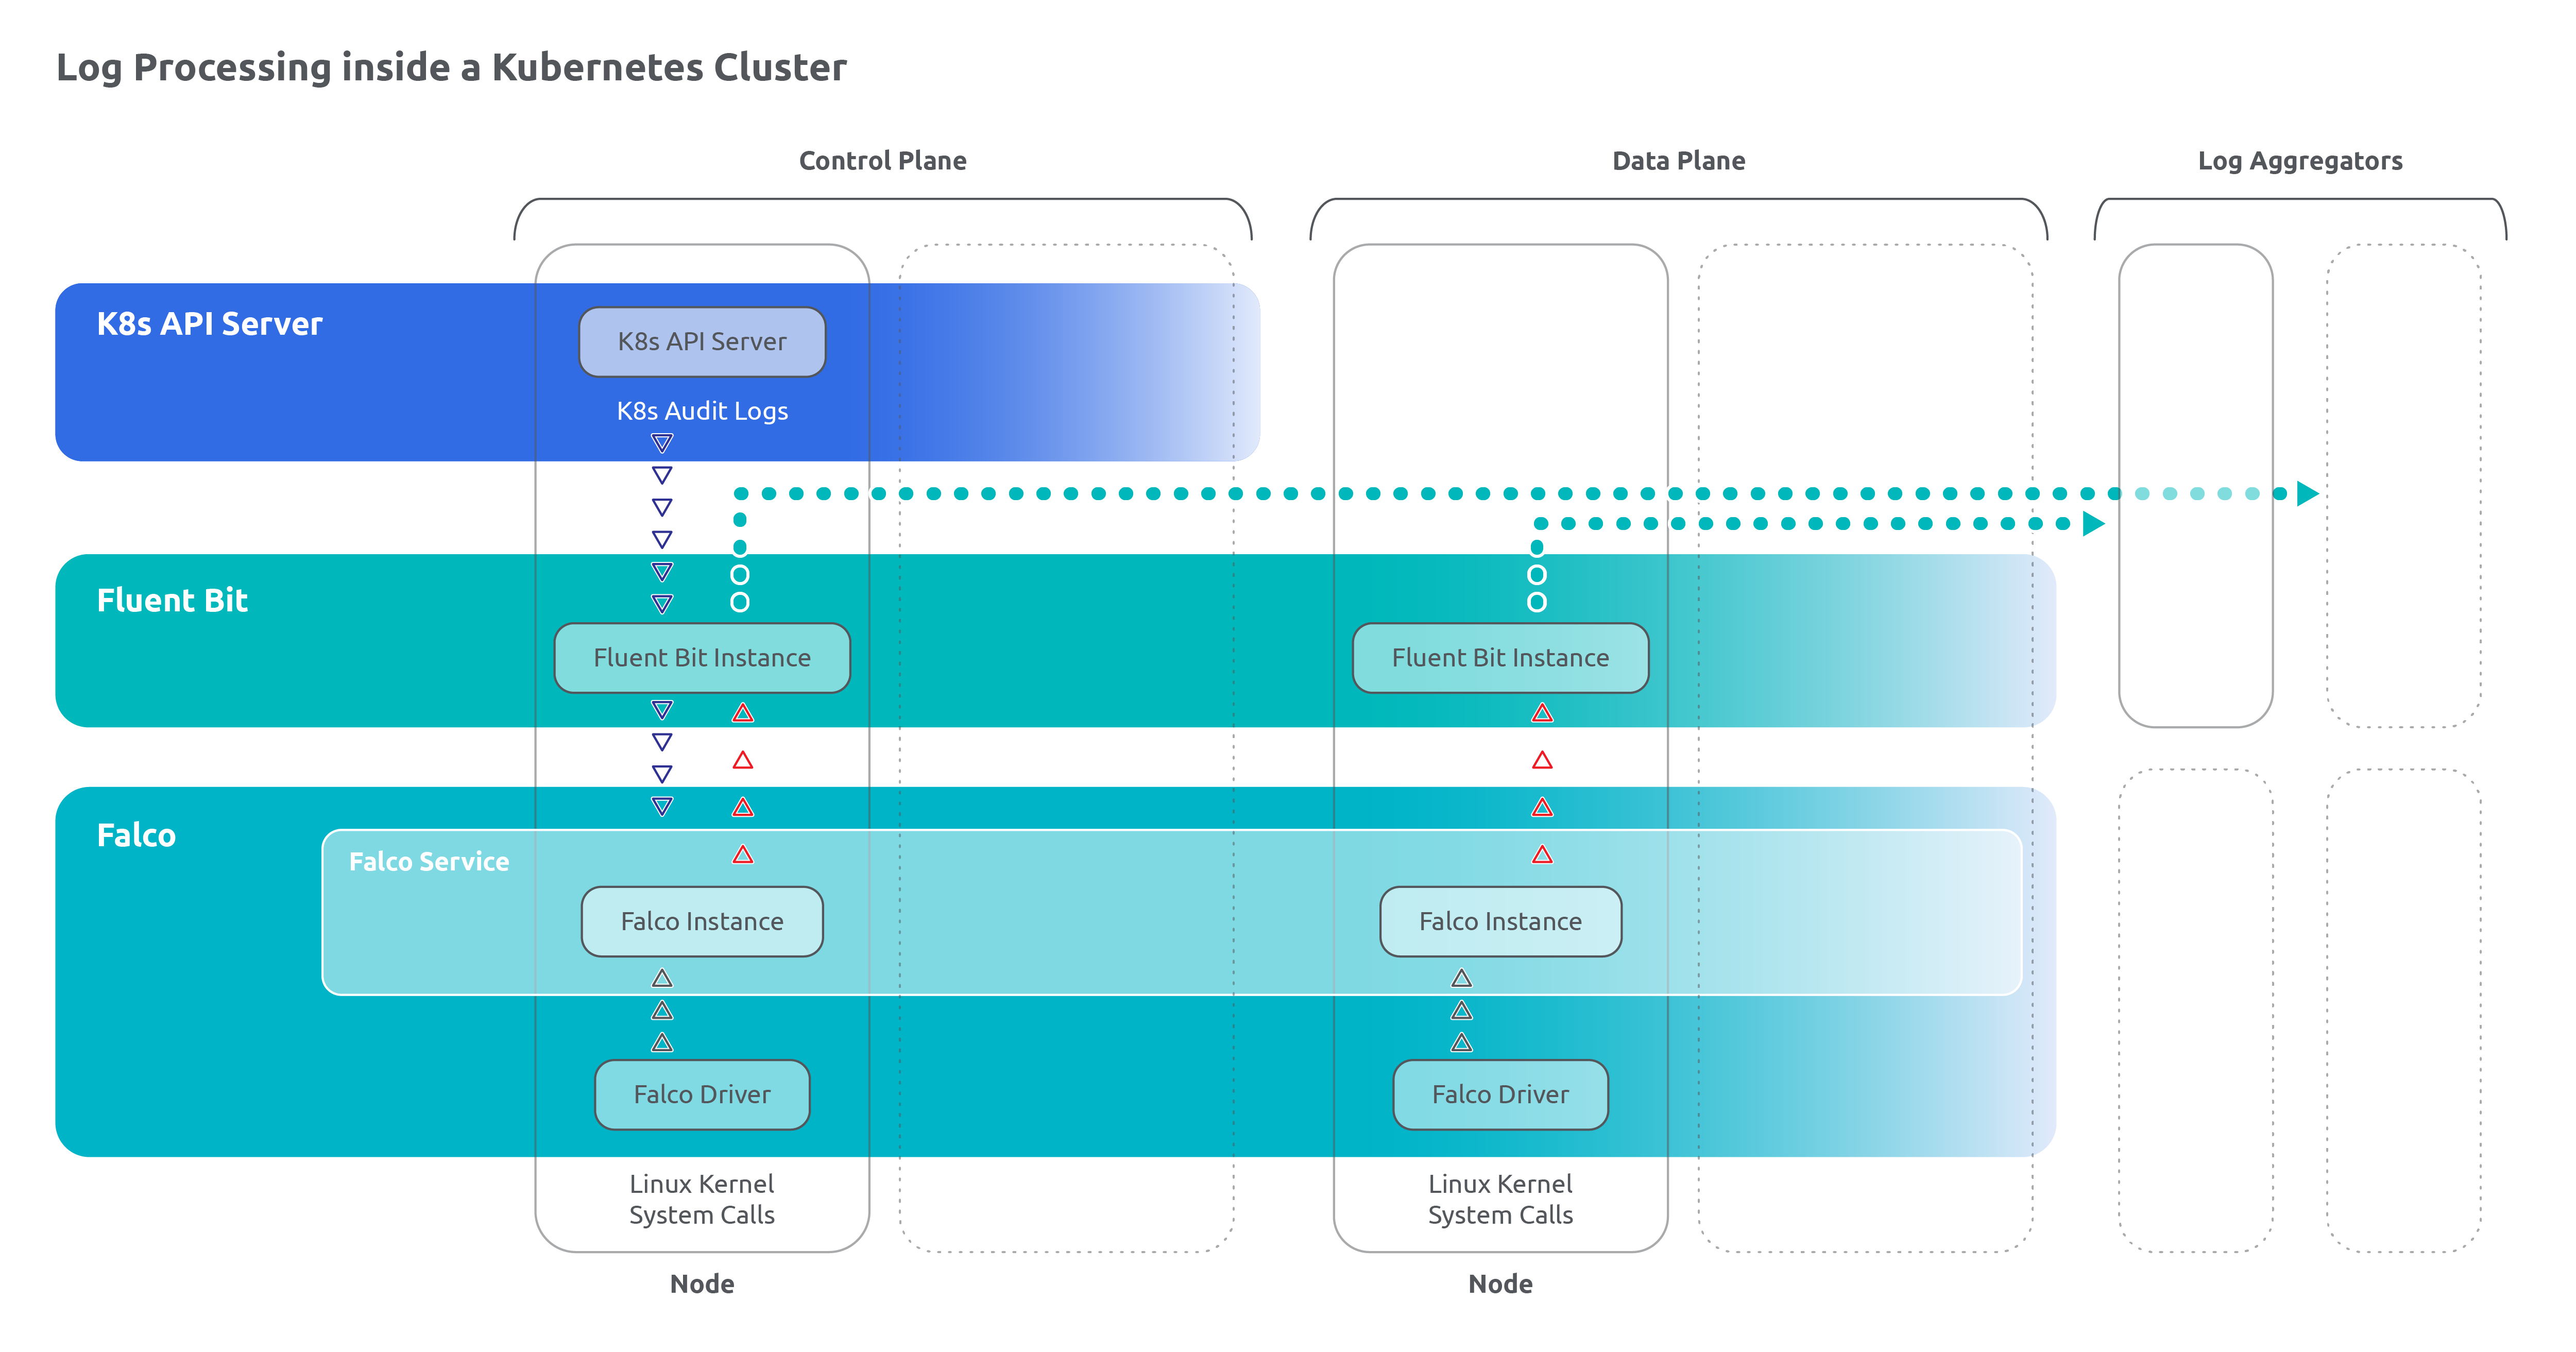 Log Processing inside a Kubernetes Cluster
Control Plane
Data Plane
Log Aggregators
K8s API Server
K8s API Server
K8s Audit Logs
Fluent Bit
Fluent Bit Instance
Fluent Bit Instance
Falco
Falco Service
Falco Instance
Falco Instance
Falco Driver
Falco Driver
Linux Kernel
System Calls
Linux Kernel
System Calls
Node
Node